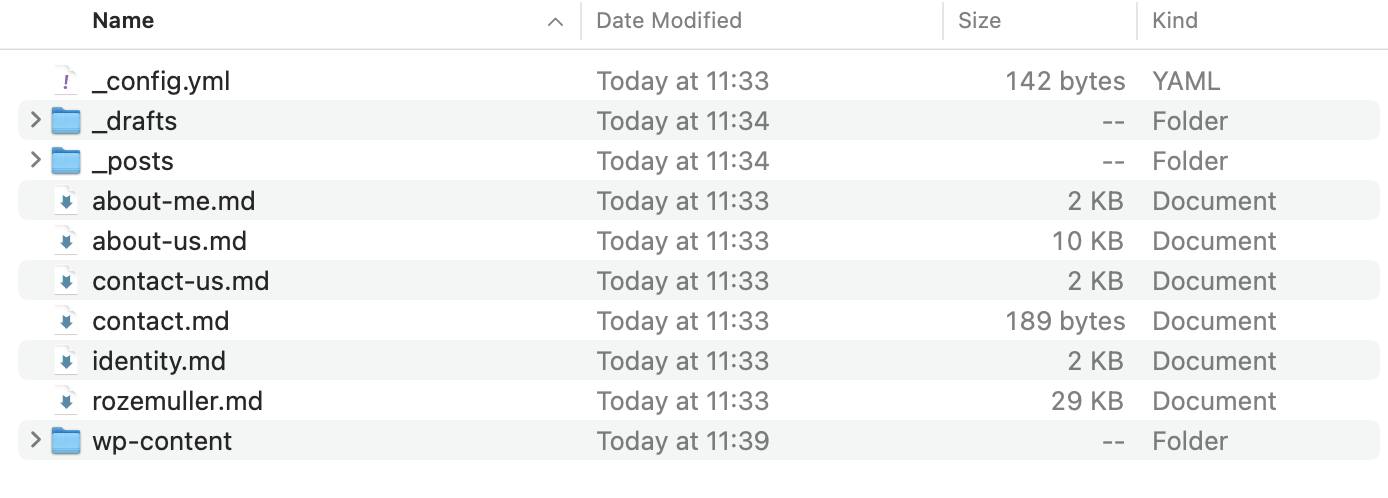 Name Date Modified Size Kind
_config.yml Today at 11:33 142 bytes YAML
_drafts Today at 11:34 -- Folder
_posts Today at 11:34 -- Folder
about-me.md Today at 11:33 2 KB Document
about-us.md Today at 11:33 10 KB Document
contact-us.md Today at 11:33 2 KB Document
contact.md Today at 11:33 189 bytes Document
identity.md Today at 11:33 2 KB Document
rozemuller.md Today at 11:33 29 KB Document
wp-content Today at 11:39 -- Folder